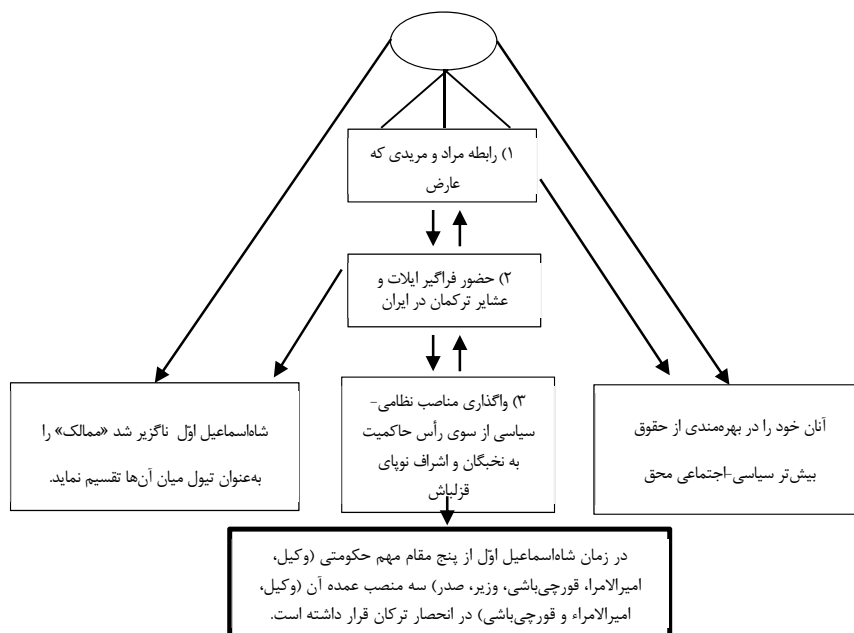 ۱) رابطه مراد و مریدی که
عارض
۲) حضور فراگیر ایلات و
عشایر ترکمان در ایران
۳) واگذاری مناصب نظامی-
سیاسی از سوی رأس حاکمیت
به نخبگان و اشراف نوپای
قزلباش
آنان خود را در بهره‌مندی از حقوق
بیش‌تر سیاسی-اجتماعی محق
شاه‌اسماعیل اوّل ناگزیر شد «ممالک» را
به‌عنوان تیول میان آن‌ها تقسیم نماید.
در زمان شاه‌اسماعیل اوّل از پنج مقام مهم حکومتی (وکیل،
امیرالامرا، قورچی‌باشی، وزیر، صدر) سه منصب عمده آن (وکیل،
امیرالامراء و قورچی‌باشی) در انحصار ترکان قرار داشته است.